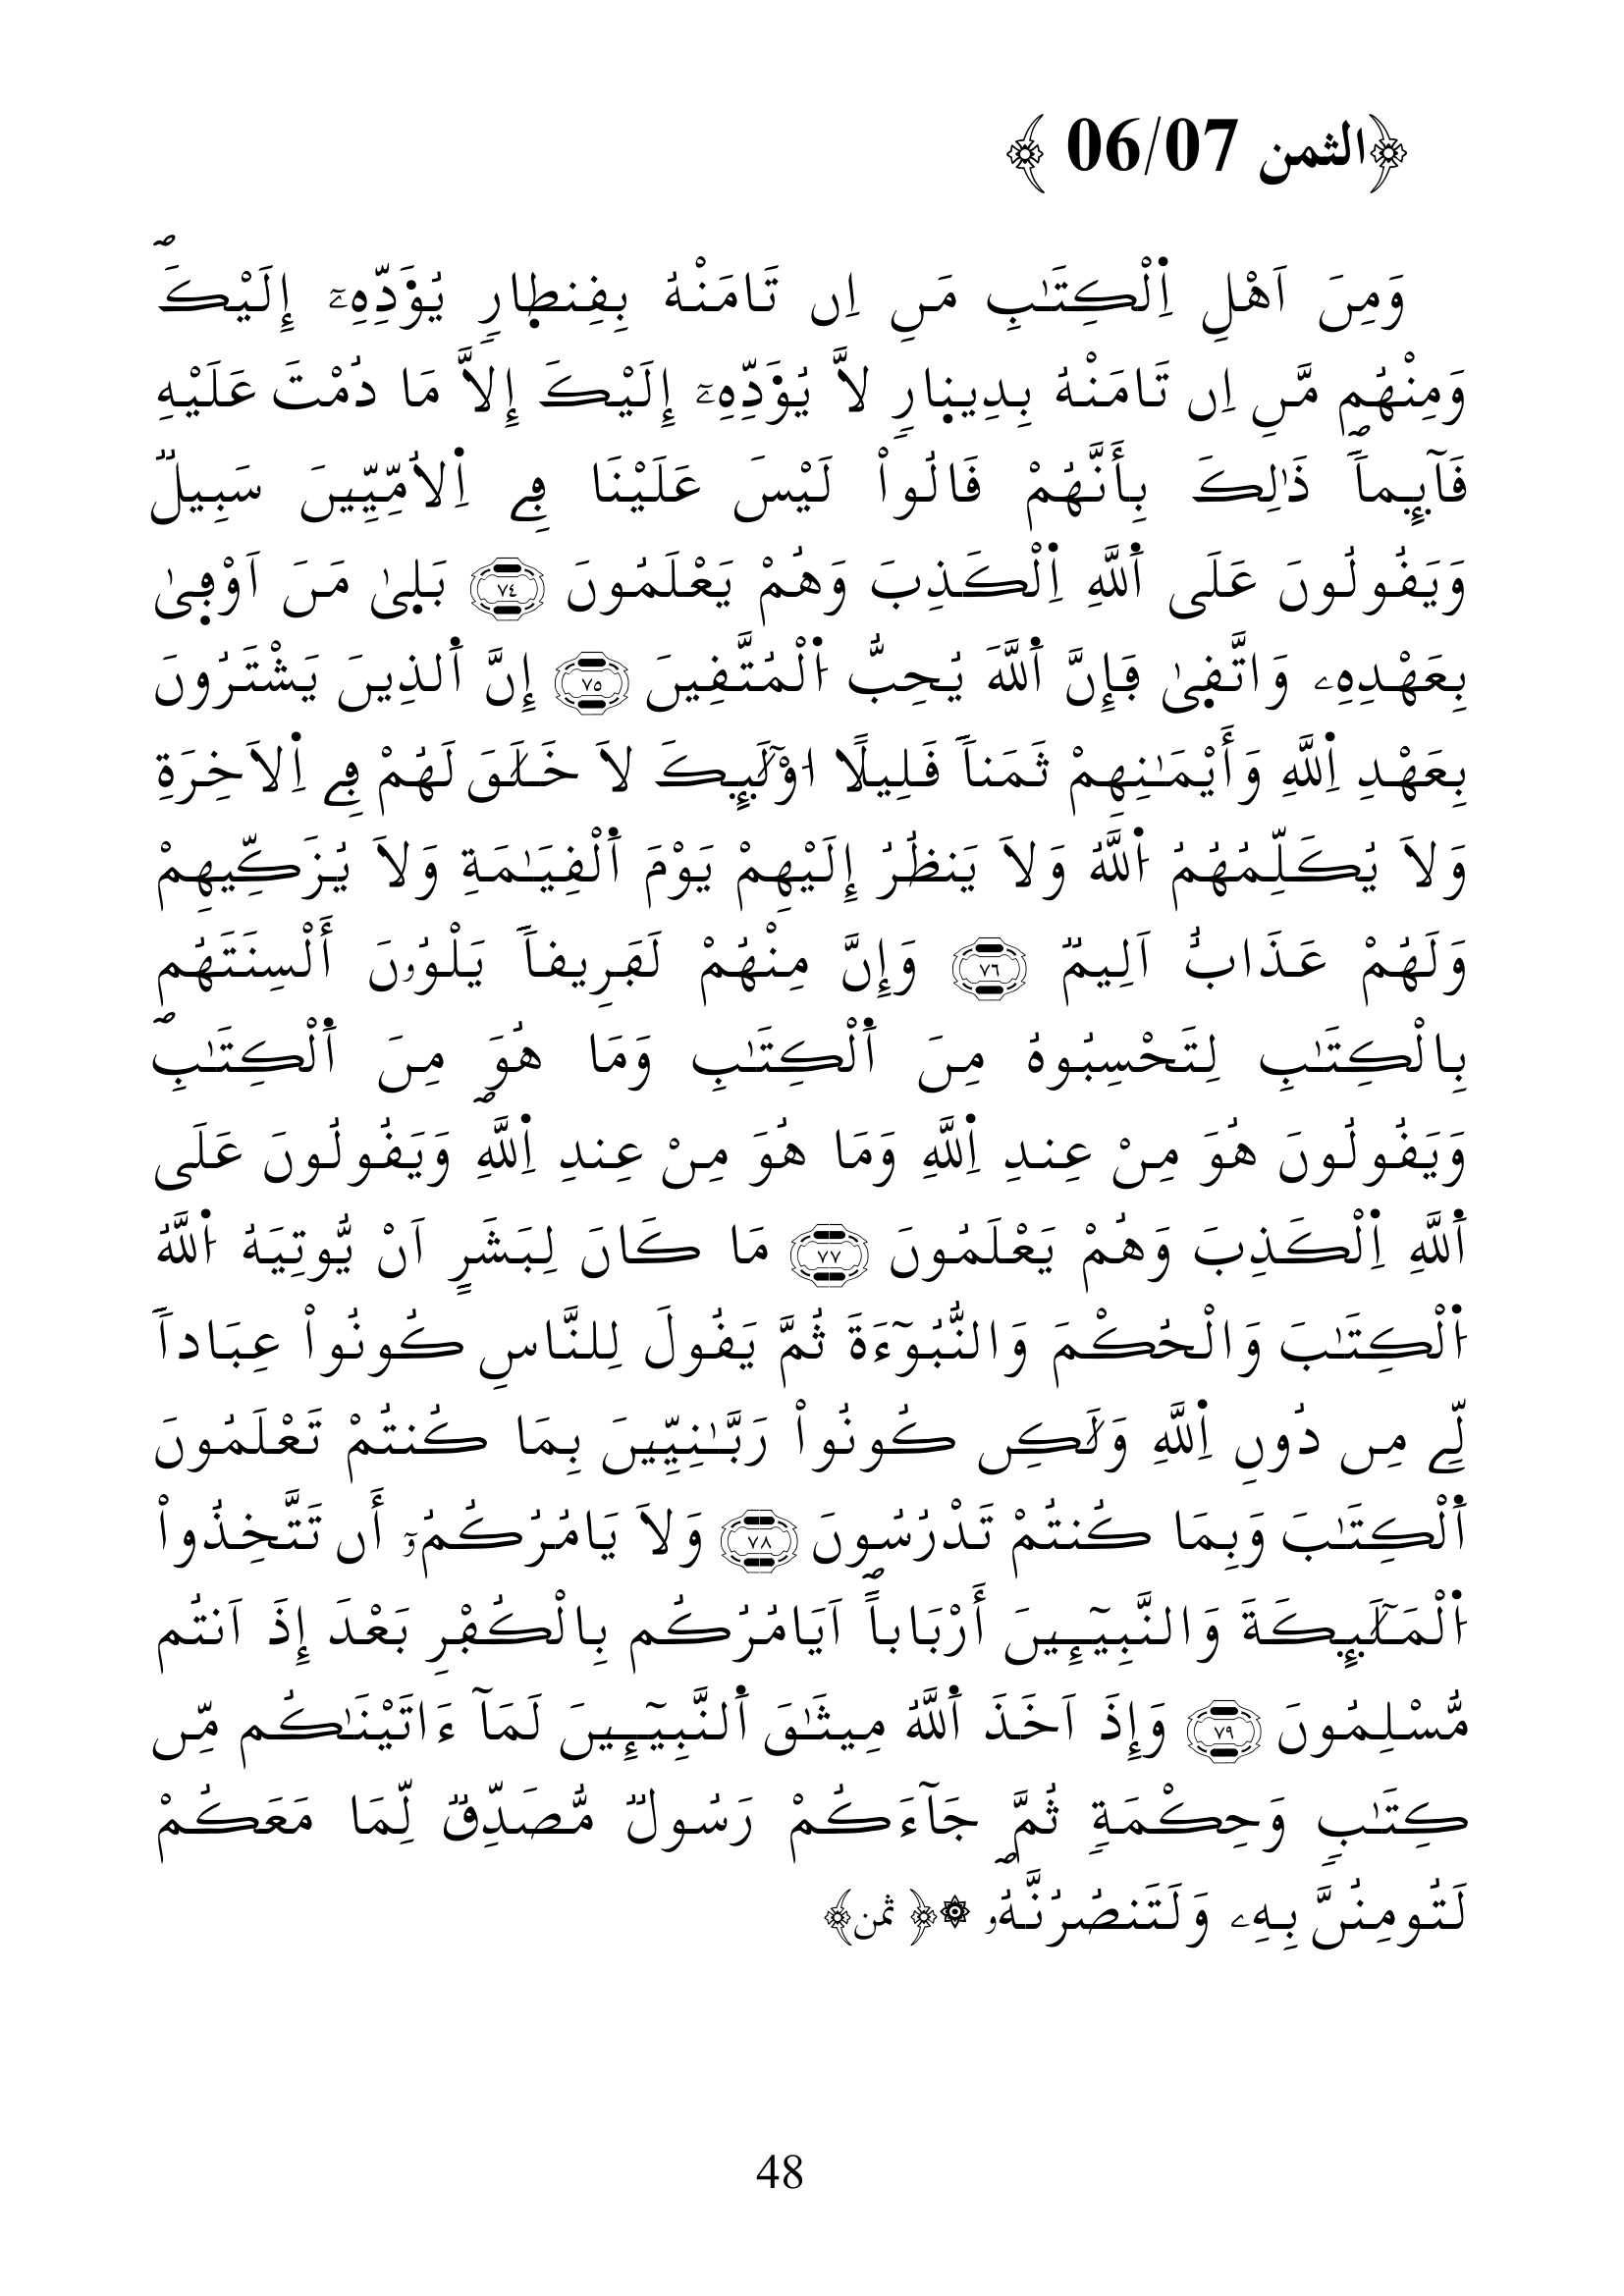 ﴿الثمن 06/07 ﴾
وَمِنَ اَهْلِ اِ۬لْكِتَٰبِ مَنِ اِن تَامَنْهُ بِقِنط۪ارٖ يُؤَدِّهِۦٓ إِلَيْكَۖ
وَمِنْهُم مَّنِ اِن تَامَنْهُ بِدِين۪ارٖ لَّا يُؤَدِّهِۦٓ إِلَيْكَ إِلَّا مَا دُمْتَ عَلَيْهِ
قَآئِماٗۖ ذَٰلِكَ بِأَنَّهُمْ قَالُواْ لَيْسَ عَلَيْنَا فِے اِ۬لُامِّيِّـۧنَ سَبِيلٞ
وَيَقُولُونَ عَلَى اَ۬للَّهِ اِ۬لْكَذِبَ وَهُمْ يَعْلَمُونَ ٧٤ بَل۪ىٰ مَنَ اَوْف۪ىٰ
بِعَهْدِهِۦ وَاتَّق۪ىٰ فَإِنَّ اَ۬للَّهَ يُحِبُّ اُ۬لْمُتَّقِينَ ٧٥ إِنَّ اَ۬لذِينَ يَشْتَرُونَ
بِعَهْدِ اِ۬للَّهِ وَأَيْمَٰنِهِمْ ثَمَناٗ قَلِيلًا اوْلَٰٓئِكَ لَا خَلَٰقَ لَهُمْ فِے اِ۬لَاخِرَةِ
وَلَا يُكَلِّمُهُمُ اُ۬للَّهُ وَلَا يَنظُرُ إِلَيْهِمْ يَوْمَ اَ۬لْقِيَٰمَةِ وَلَا يُزَكِّيهِمْ
وَلَهُمْ عَذَابٌ اَلِيمٞ ٧٦ وَإِنَّ مِنْهُمْ لَفَرِيقاٗ يَلْوُۥنَ أَلْسِنَتَهُم
بِالْكِتَٰبِ لِتَحْسِبُوهُ مِنَ اَ۬لْكِتَٰبِ وَمَا هُوَ مِنَ اَ۬لْكِتَٰبِۖ
وَيَقُولُونَ هُوَ مِنْ عِندِ اِ۬للَّهِ وَمَا هُوَ مِنْ عِندِ اِ۬للَّهِۖ وَيَقُولُونَ عَلَى
اَ۬للَّهِ اِ۬لْكَذِبَ وَهُمْ يَعْلَمُونَ ٧٧ مَا كَانَ لِبَشَرٍ اَنْ يُّوتِيَهُ اُ۬للَّهُ
اُ۬لْكِتَٰبَ وَالْحُكْمَ وَالنُّبُوٓءَةَ ثُمَّ يَقُولَ لِلنَّاسِ كُونُواْ عِبَاداٗ
لِّے مِن دُونِ اِ۬للَّهِ وَلَٰكِن كُونُواْ رَبَّٰنِيِّـۧنَ بِمَا كُنتُمْ تَعْلَمُونَ
اَ۬لْكِتَٰبَ وَبِمَا كُنتُمْ تَدْرُسُونَ ٧٨ وَلَا يَامُرُكُمُۥٓ أَن تَتَّخِذُواْ
اُ۬لْمَلَٰٓئِكَةَ وَالنَّبِيٓـِٕينَ أَرْبَاباًۖ اَيَامُرُكُم بِالْكُفْرِ بَعْدَ إِذَ اَنتُم
مُّسْلِمُونَ ٧٩ وَإِذَ اَخَذَ اَ۬للَّهُ مِيثَٰقَ اَ۬لنَّبِيٓـِٕينَ لَمَآ ءَاتَيْنَٰكُم مِّن
كِتَٰبٖ وَحِكْمَةٖ ثُمَّ جَآءَكُمْ رَسُولٞ مُّصَدِّقٞ لِّمَا مَعَكُمْ
لَتُومِنُنَّ بِهِۦ وَلَتَنصُرُنَّهُۥۖ ۞﴿ ثمن﴾
48